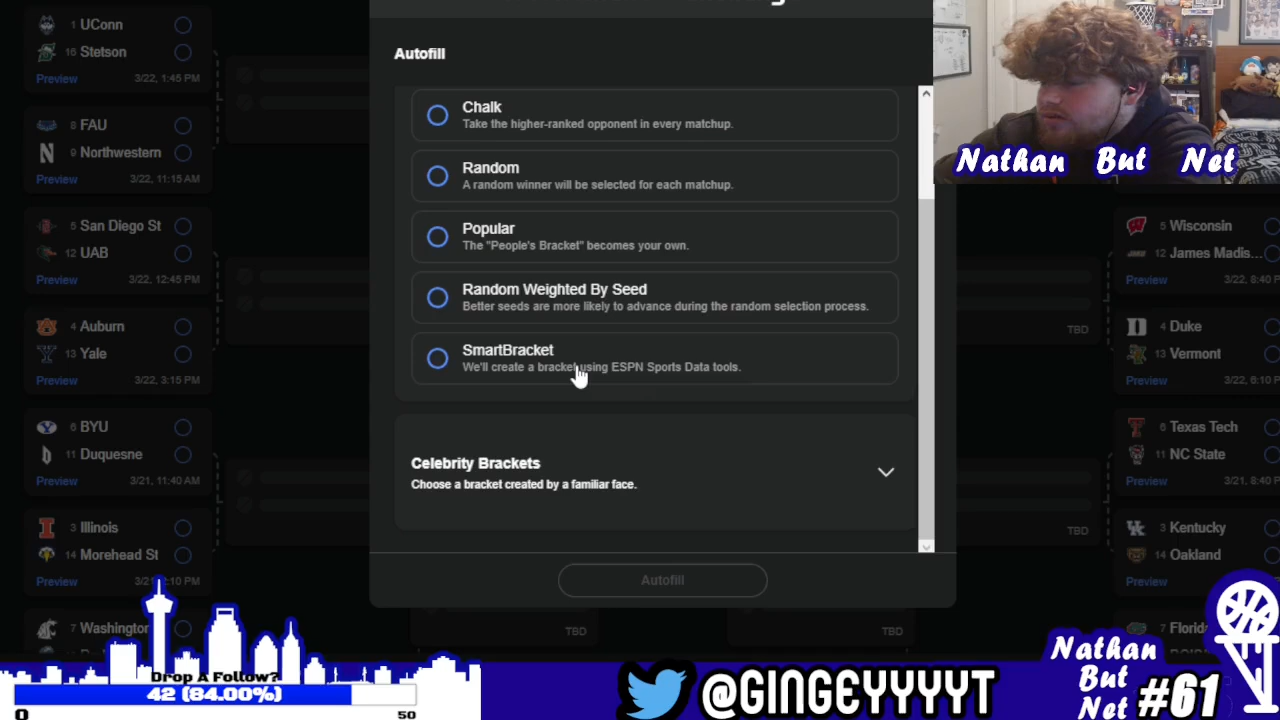 1 UConn
16 Stetson
Preview 3/22, 1:45 PM
8 FAU
9 Northwestern
Preview 3/22, 11:15 AM
5 San Diego St
12 UAB
Preview 3/22, 12:45 PM
4 Auburn
13 Yale
Preview 3/22, 3:15 PM
6 BYU
11 Duquesne
Preview 3/21, 11:40 AM
3 Illinois
14 Morehead St
Preview
7 Washington
Autofill
Chalk
Take the higher-ranked opponent in every matchup.
Random
A random winner will be selected for each matchup.
Popular
The "People's Bracket" becomes your own.
Random Weighted By Seed
Better seeds are more likely to advance during the random selection process.
SmartBracket
We'll create a bracket using ESPN Sports Data tools.
Celebrity Brackets
Choose a bracket created by a familiar face.
Autofill
TBD
TBD
TBD
TBD
Nathan But Net
5 Wisconsin
12 James Madis...
Preview 3/22, 8:40 P
4 Duke
13 Vermont
Preview 3/22, 6:10 P
6 Texas Tech
11 NC State
Preview 3/21, 8:40 P
3 Kentucky
14 Oakland
Preview
7 Florid
Drop A Follow?
42 (84.00%)
0 50
@GINGEYYYYT
Nathan
But
Net #61